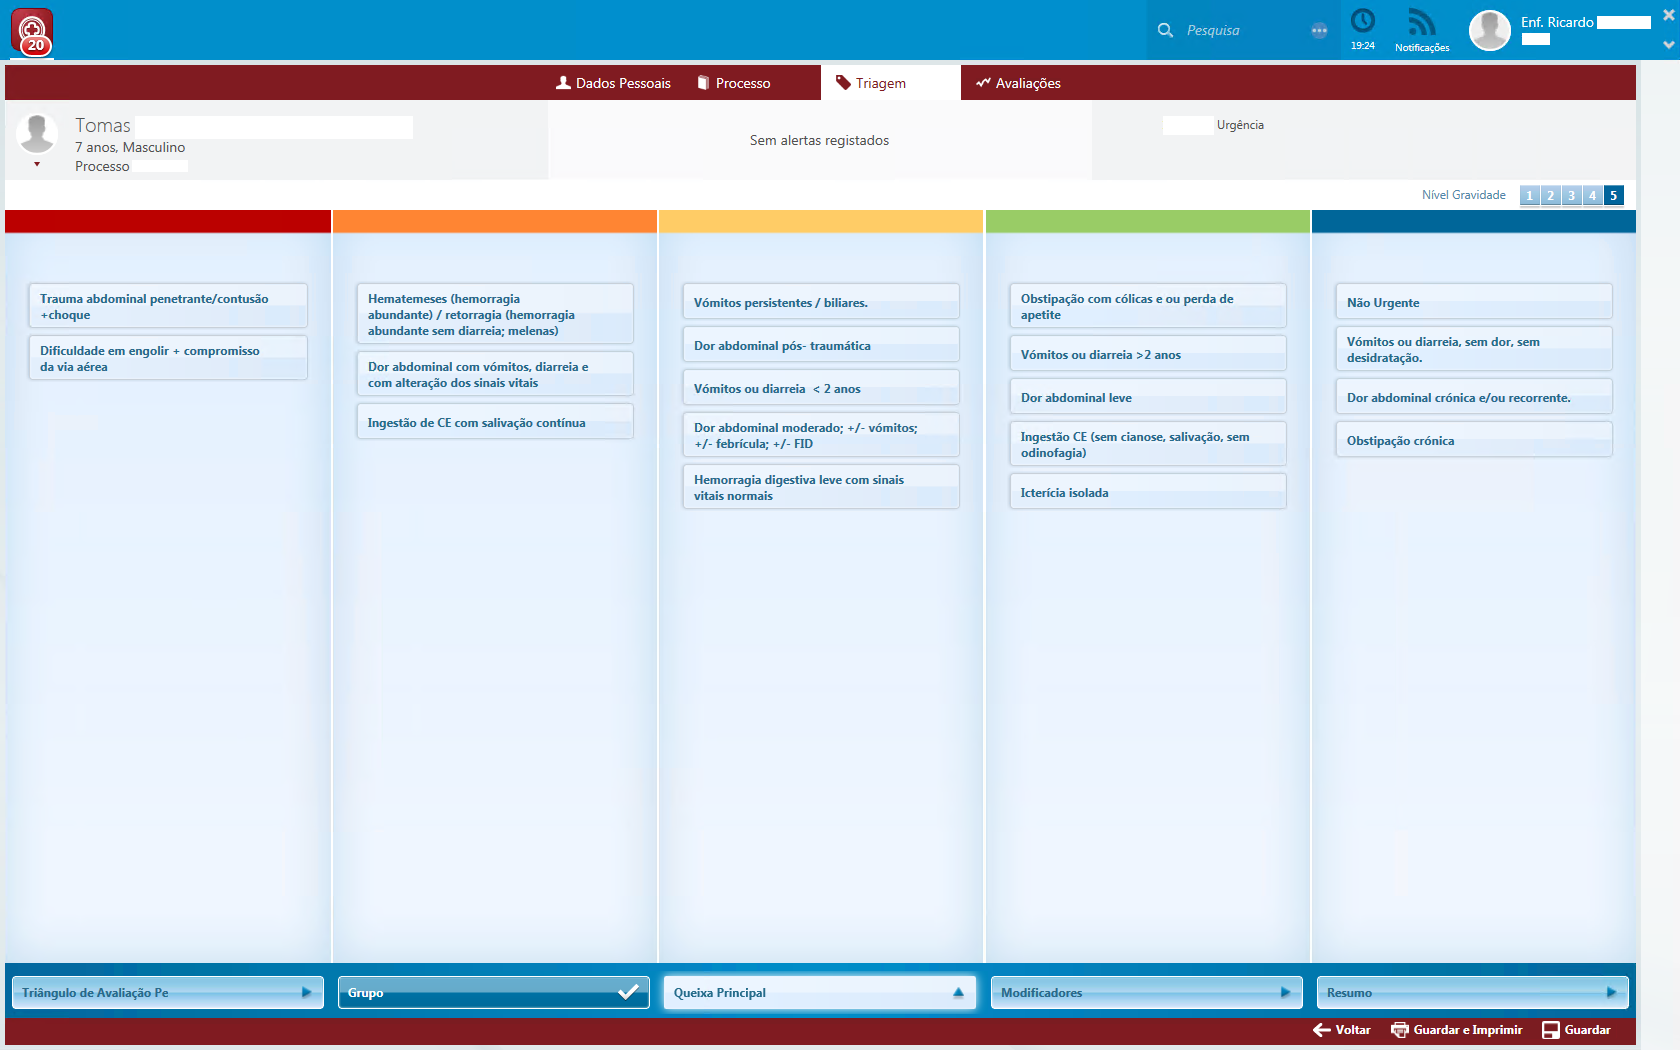 20
Pesquisa
19:24
Notificações
Enf. Ricardo
Dados Pessoais
Processo
Triagem
Avaliações
Tomas
7 anos, Masculino
Processo
Sem alertas registados
Urgência
Nível Gravidade
1 2 3 4 5
Trauma abdominal penetrante/contusão
+choque
Dificuldade em engolir + compromisso
da via aérea
Hematemeses (hemorragia
abundante) / retorragia (hemorragia
abundante sem diarreia; melenas)
Dor abdominal com vómitos, diarreia e
com alteração dos sinais vitais
Ingestão de CE com salivação contínua
Vómitos persistentes / biliares.
Dor abdominal pós- traumática
Vómitos ou diarreia  < 2 anos
Dor abdominal moderado; +/- vómitos;
+/- febrícula; +/- FID
Hemorragia digestiva leve com sinais
vitais normais
Obstipação com cólicas e ou perda de
apetite
Vómitos ou diarreia >2 anos
Dor abdominal leve
Ingestão CE (sem cianose, salivação, sem
odinofagia)
Icterícia isolada
Não Urgente
Vómitos ou diarreia, sem dor, sem
desidratação.
Dor abdominal crónica e/ou recorrente.
Obstipação crónica
Triângulo de Avaliação Pe
Grupo
Queixa Principal
Modificadores
Resumo
Voltar
Guardar e Imprimir
Guardar